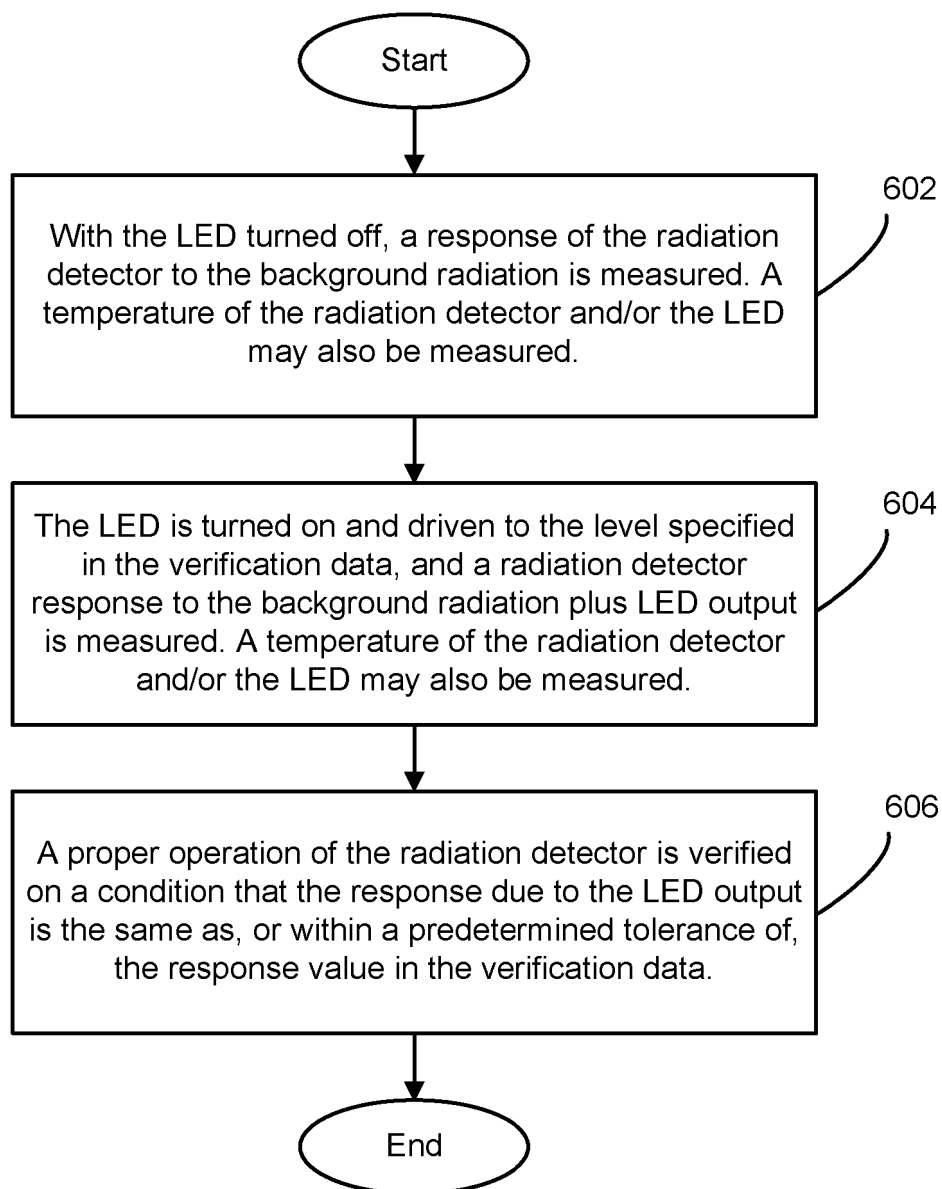 Start
602
With the LED turned off, a response of the radiation
detector to the background radiation is measured. A
temperature of the radiation detector and/or the LED
may also be measured.
604
The LED is turned on and driven to the level specified
in the verification data, and a radiation detector
response to the background radiation plus LED output
is measured. A temperature of the radiation detector
and/or the LED may also be measured.
606
A proper operation of the radiation detector is verified
on a condition that the response due to the LED output
is the same as, or within a predetermined tolerance of,
the response value in the verification data.
End